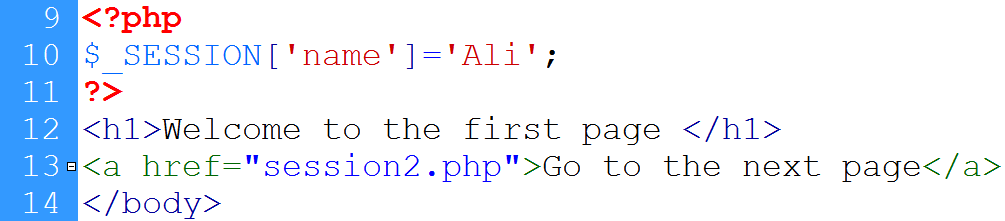 9 <?php
10 $_SESSION['name']='Ali';
11 ?>
12 <h1>Welcome to the first page </h1>
13 <a href="session2.php">Go to the next page</a>
14 </body>